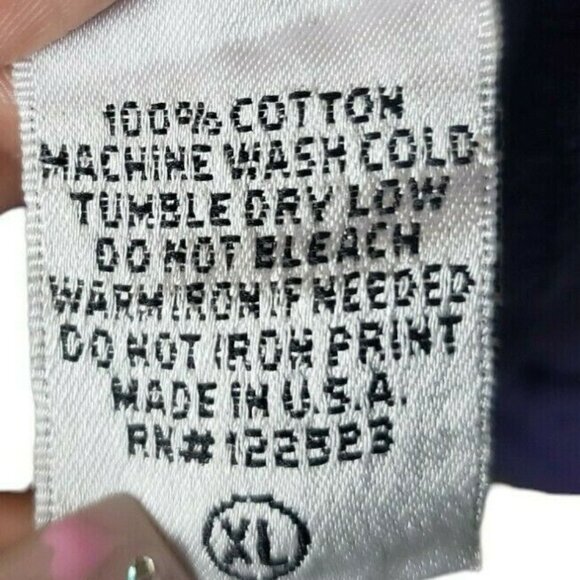 100% COTTON
MACHINE WASH COLD
TUMBLE DRY LOW
DO NOT BLEACH
WARM IRON IF NEEDED
DO NOT IRON PRINT
MADE IN U.S.A.
RN# 122523
XL